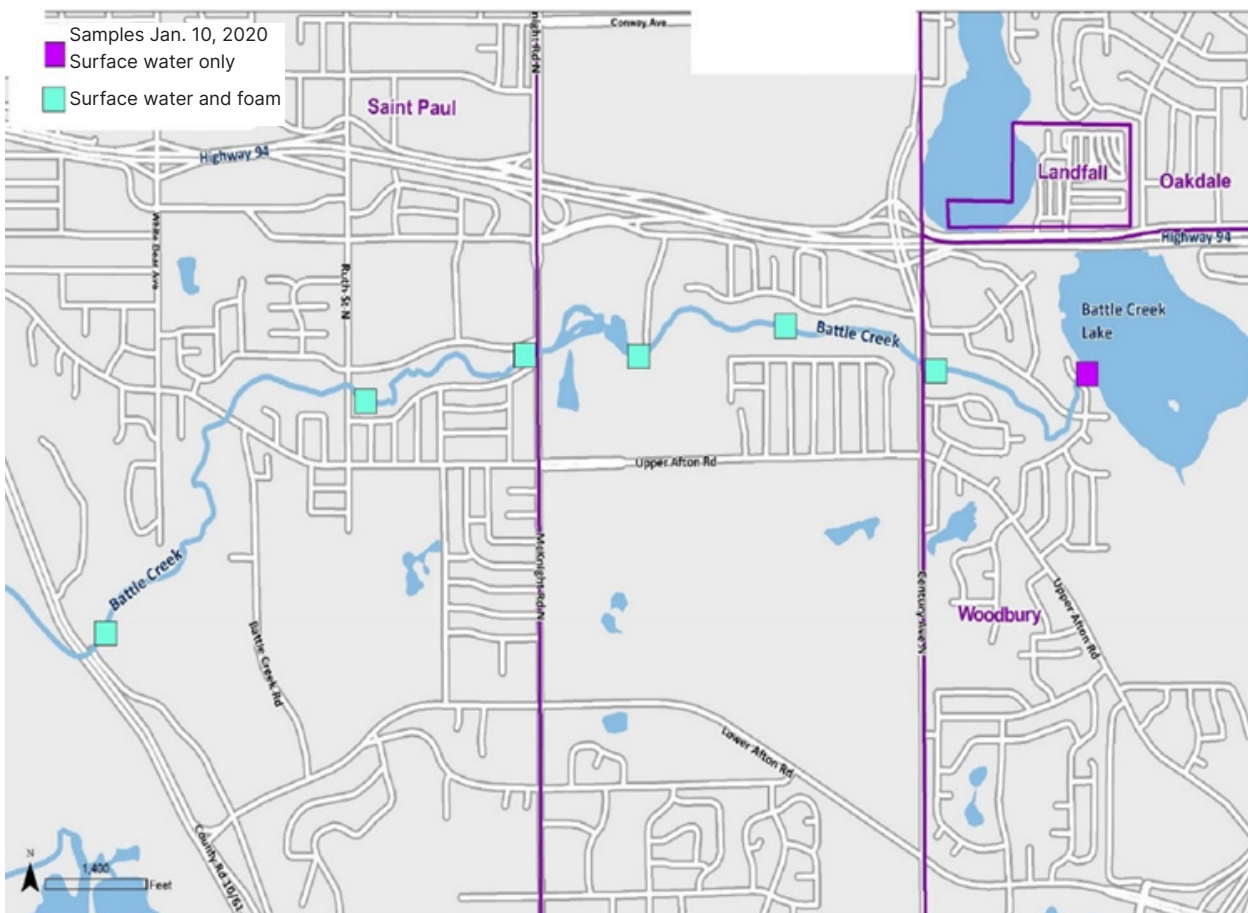 Samples Jan. 10, 2020
Surface water only
Surface water and foam
Conway Ave
night Rd N
Saint Paul
Highway 94
Landfall
Oakdale
Highway 94
White Bear Ave
Ruth St N
Battle Creek
Lake
Battle Creek
Upper Afton Rd
Battle Creek
McKnight Rd N
Century Ave N
Woodbury
Upper Afton Rd
Battle Creek Rd
Lower Afton Rd
County Rd 10/61
N
1,400
Feet